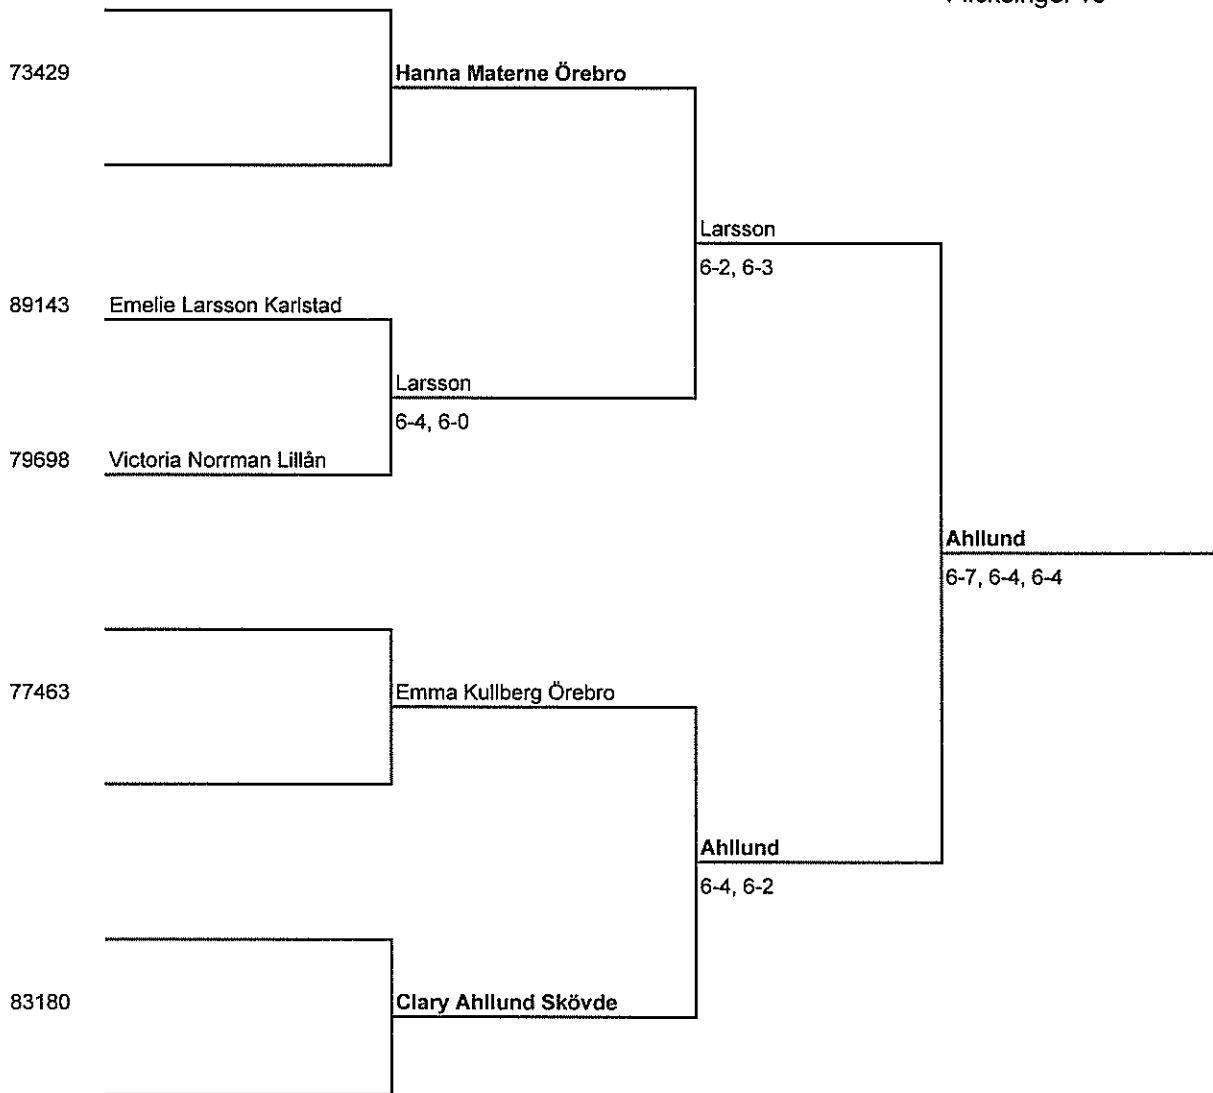 73429 Hanna Materne Örebro
Larsson
6-2, 6-3
89143 Emelie Larsson Karlstad
Larsson
6-4, 6-0
79698 Victoria Norrman Lillån
Ahllund
6-7, 6-4, 6-4
77463 Emma Kullberg Örebro
Ahllund
6-4, 6-2
83180 Clary Ahllund Skövde